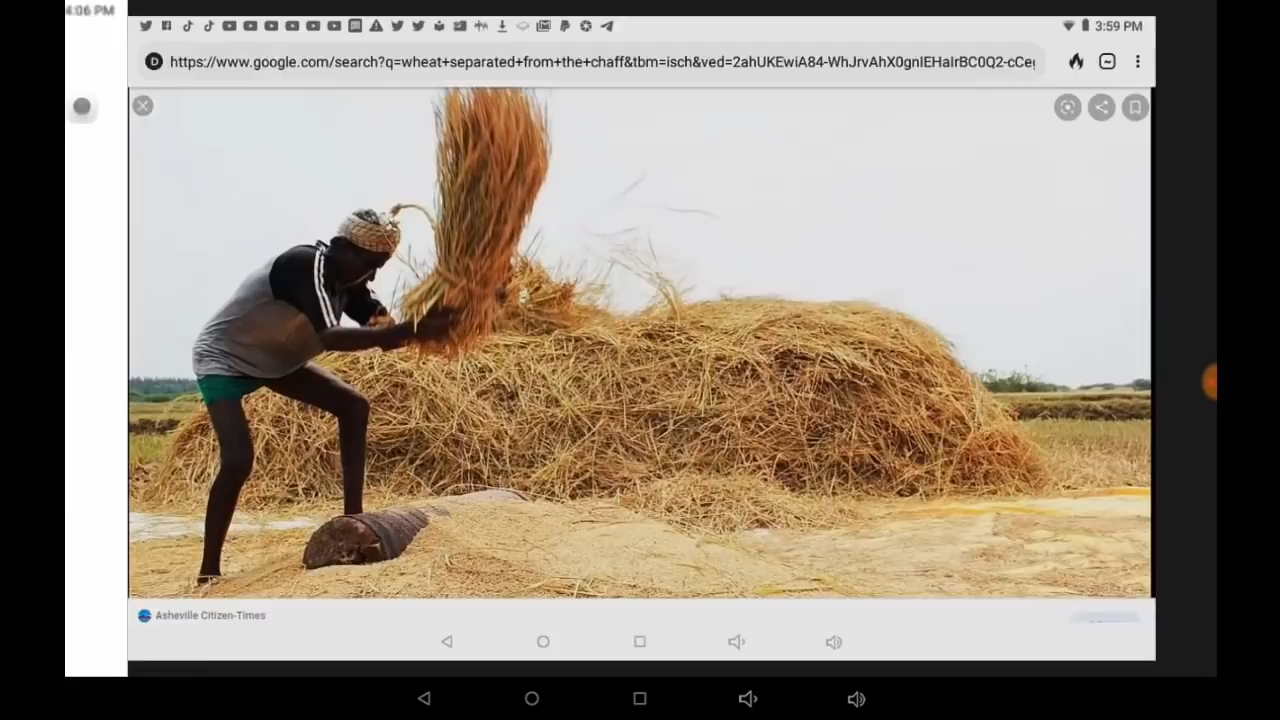 4:06 PM
3:59 PM
D https://www.google.com/search?q=wheat+separated+from+the+chaff&tbm=isch&ved=2ahUKEwiA84-WhJrvAhX0gnIEHaIrBC0Q2-cCeg
Asheville Citizen-Times